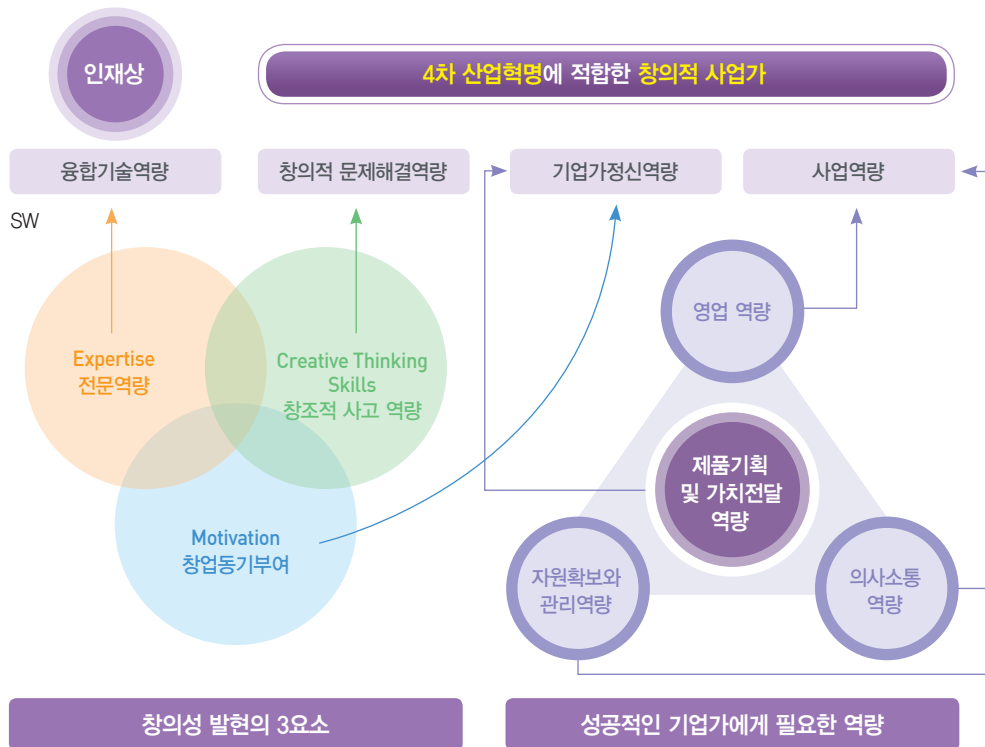 인재상
4차 산업혁명에 적합한 창의적 사업가
융합기술역량
창의적 문제해결역량
기업가정신역량
사업역량
SW
Expertise
전문역량
Creative Thinking
Skills
창조적 사고 역량
Motivation
창업동기부여
영업 역량
제품기획
및 가치전달
역량
자원확보와
관리역량
의사소통
역량
창의성 발현의 3요소
성공적인 기업가에게 필요한 역량